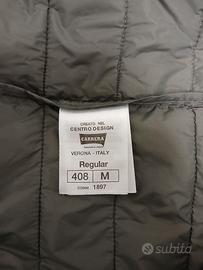 CREATO NEL
CENTRO DESIGN
CARRERA
VERONA - ITALY
Regular
408 M
1897
subito